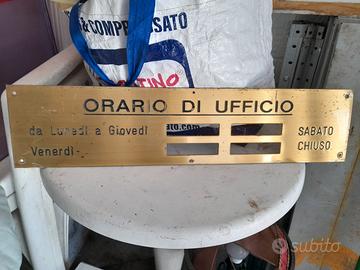 & COMPRESSATO
ORARIO DI UFFICIO
da Lunedì a Giovedì
SABATO
Venerdì-
CHIUSO
subito